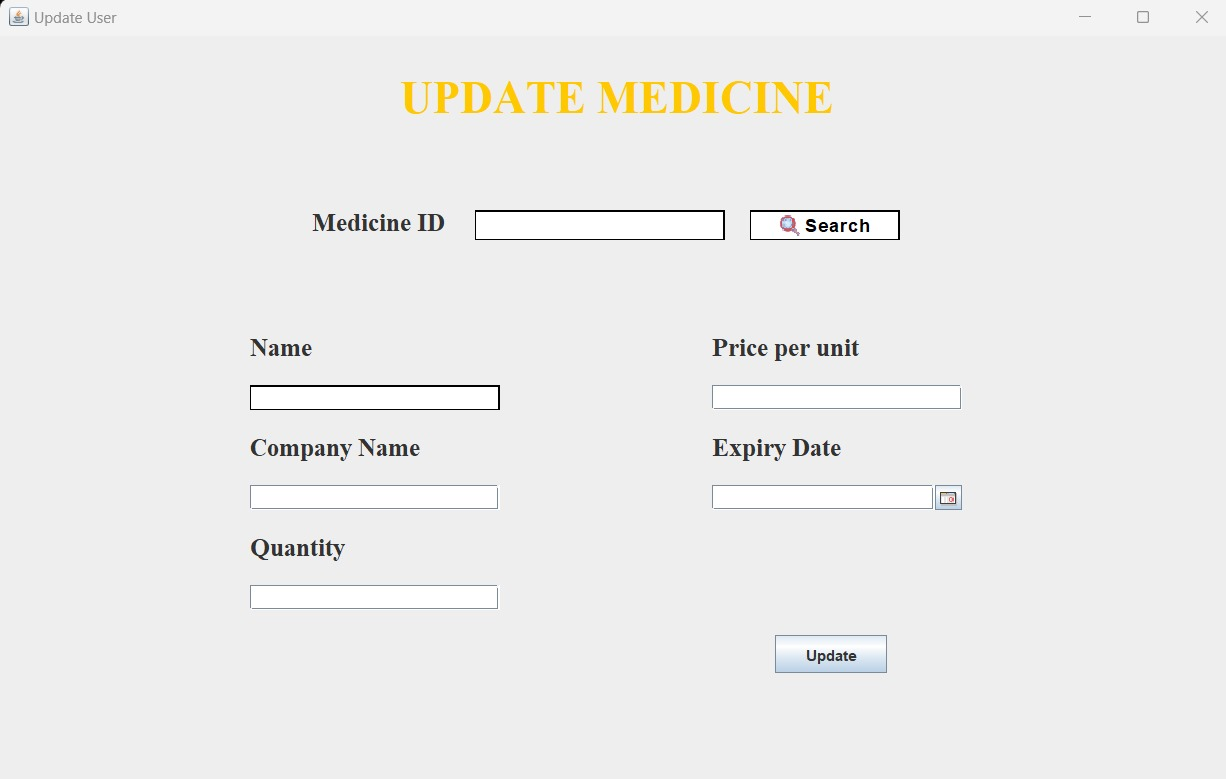 Update User
UPDATE MEDICINE
Medicine ID
Search
Name
Price per unit
Company Name
Expiry Date
Quantity
Update